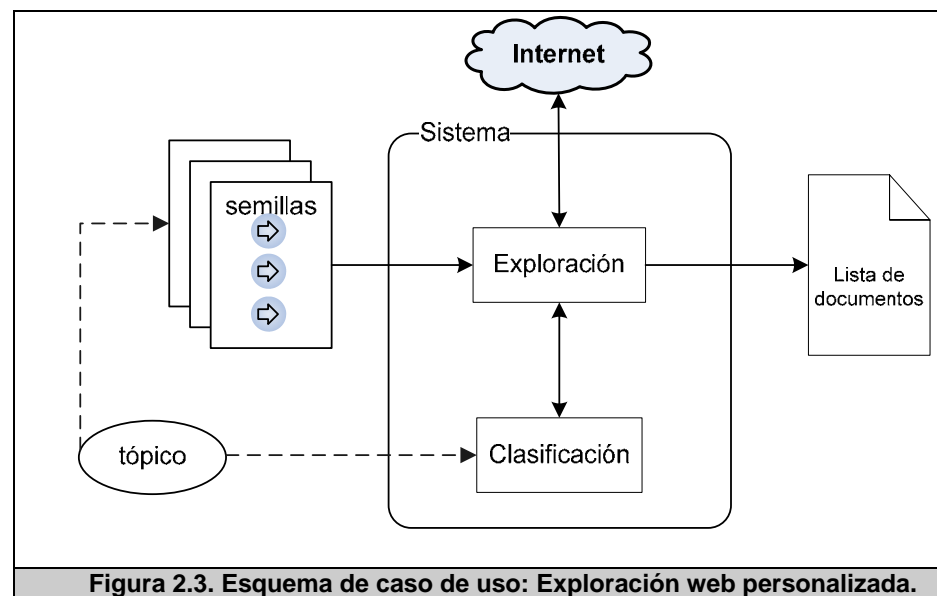 Internet
Sistema
semillas
Exploración
Lista de
documentos
tópico
Clasificación
Figura 2.3. Esquema de caso de uso: Exploración web personalizada.